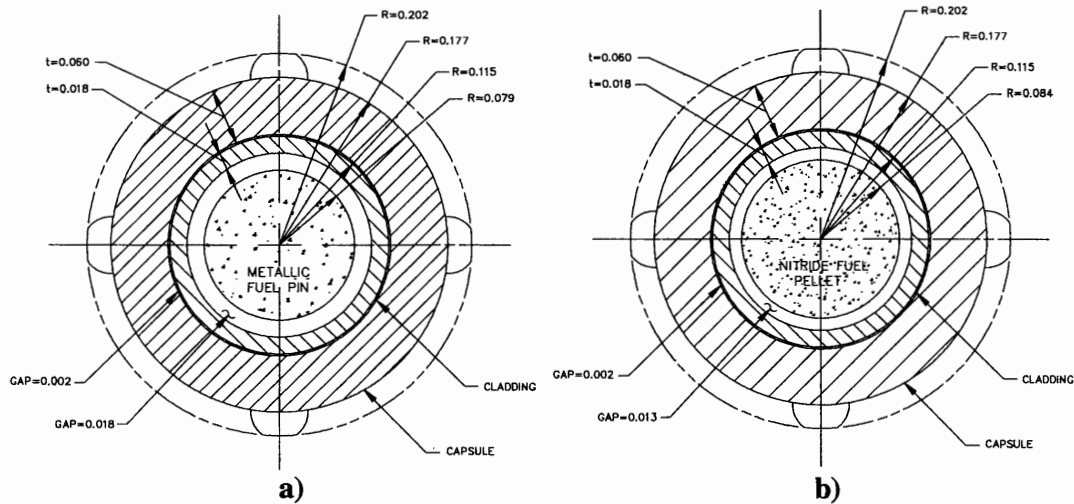 R=0.202
R=0.177
R=0.115
R=0.079
t=0.060
t=0.018
METALLIC
FUEL PIN
GAP=0.002
GAP=0.018
CLADDING
CAPSULE
a)
R=0.202
R=0.177
R=0.115
R=0.084
t=0.060
t=0.018
NITRIDE FUEL
PELLET
GAP=0.002
GAP=0.013
CLADDING
CAPSULE
b)